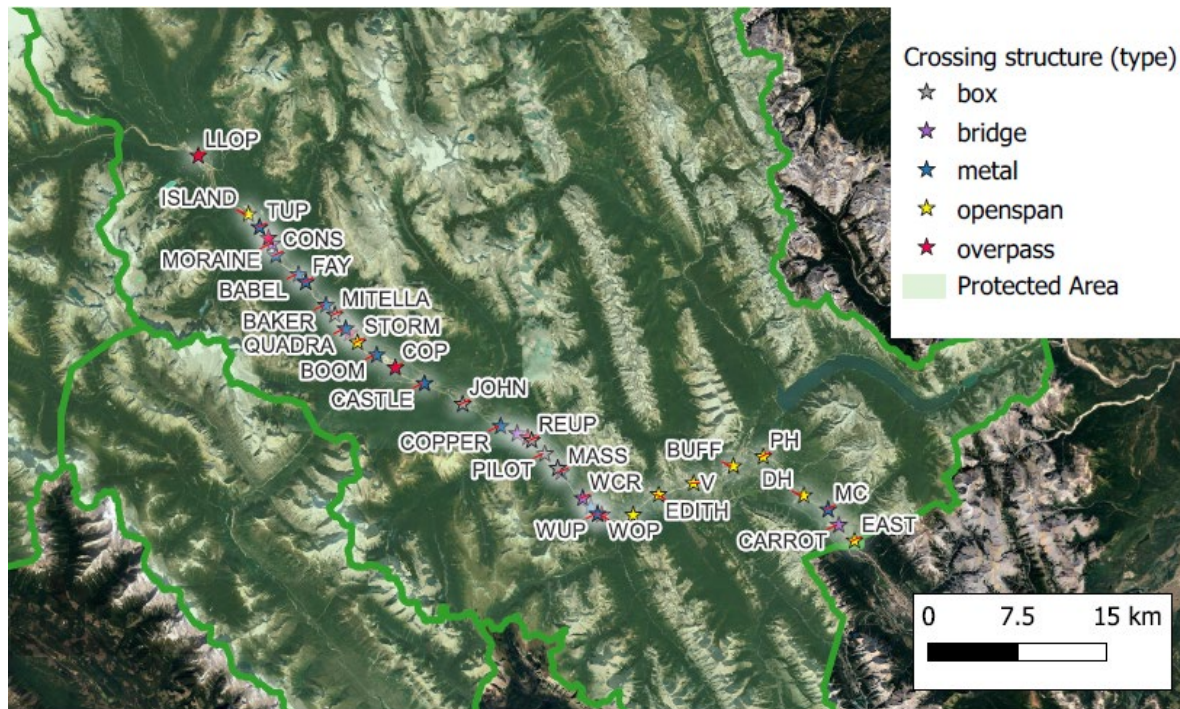 Crossing structure (type)
box
bridge
metal
openspan
overpass
Protected Area
LLOP
ISLAND
TUP
CONS
MORAINE
FAY
BABEL
MITELLA
BAKER
STORM
QUADRA
COP
BOOM
CASTLE
JOHN
COPPER
REUP
PILOT
MASS
BUFF
PH
WCR
V
DH
MC
EDITH
WUP
WOP
CARROT
EAST
0 7.5 15 km